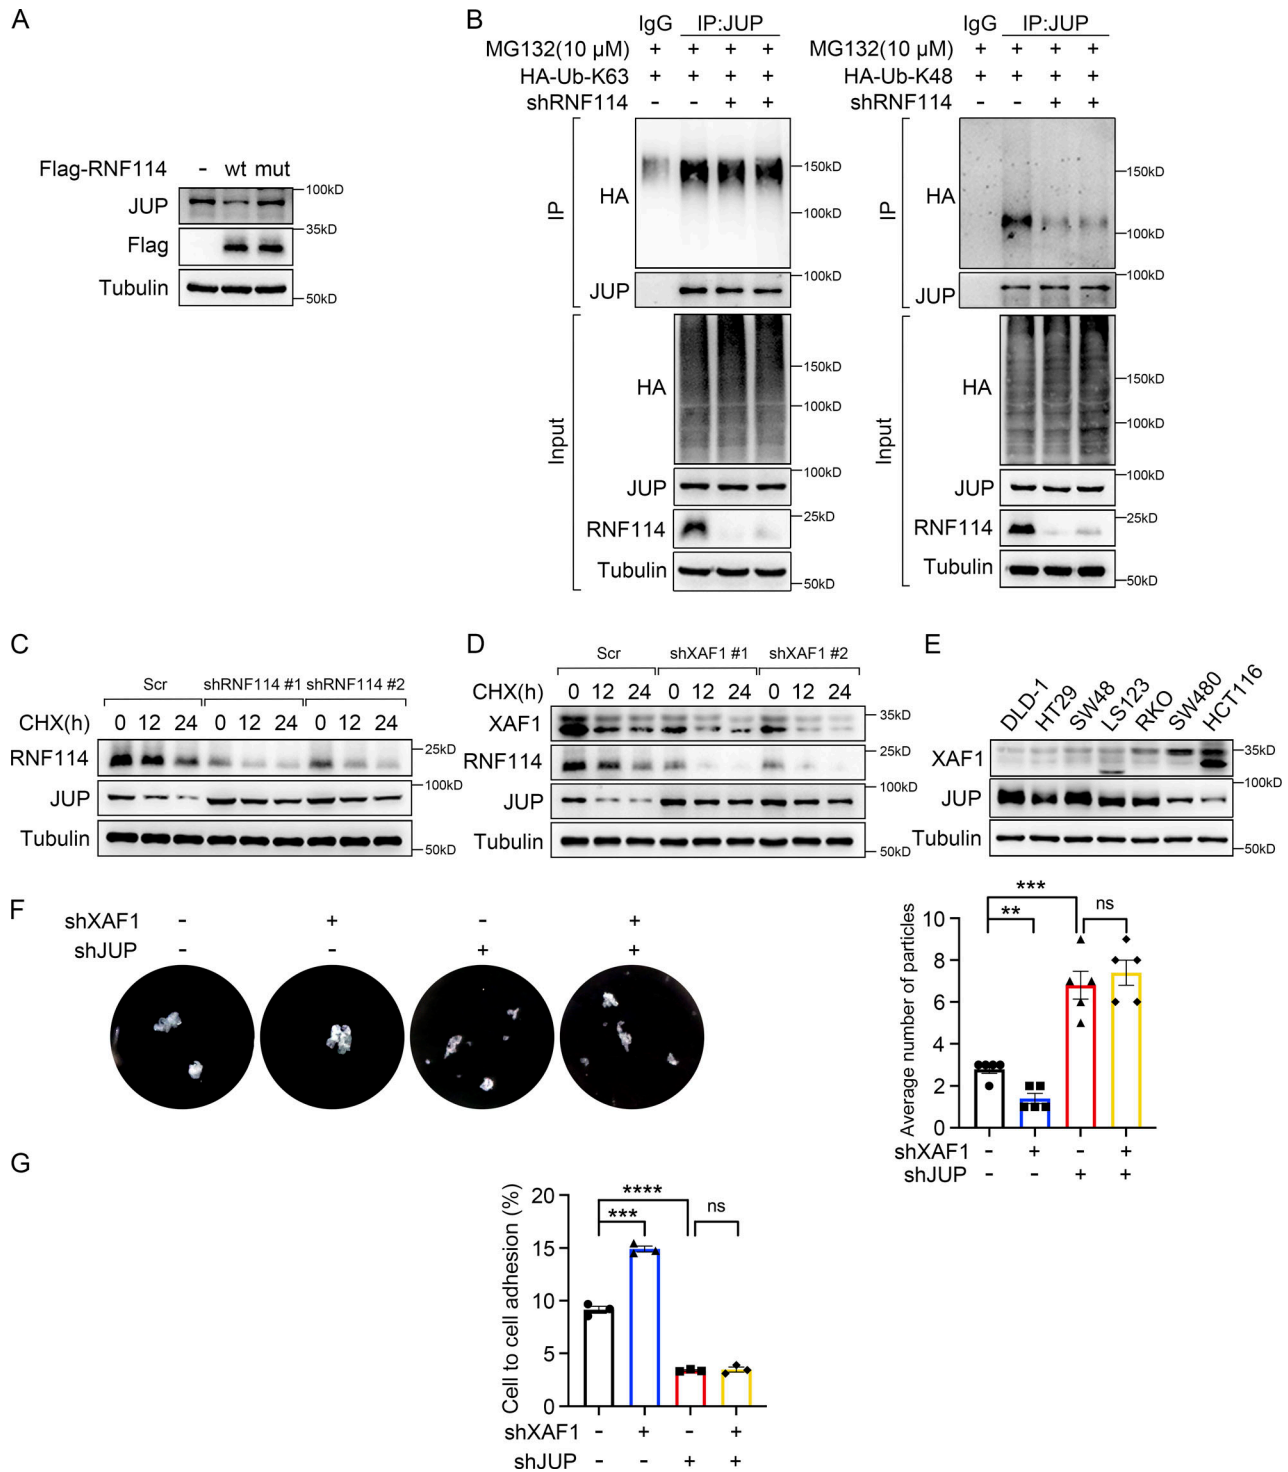 A
Flag-RNF114 - wt mut
JUP
100kD
35kD
Flag
Tubulin
50kD
B
IgG IP:JUP
MG132(10 µM) + + + +
HA-Ub-K63 + + + +
shRNF114 - - + +
IP
HA
150kD
100kD
JUP
100kD
Input
HA
150kD
100kD
JUP
100kD
RNF114
25kD
Tubulin
50kD
IgG IP:JUP
MG132(10 µM) + + + +
HA-Ub-K48 + + + +
shRNF114 - - + +
IP
HA
150kD
100kD
JUP
100kD
Input
HA
150kD
100kD
JUP
100kD
RNF114
25kD
Tubulin
50kD
C
Scr shRNF114 #1 shRNF114 #2
CHX(h) 0 12 24 0 12 24 0 12 24
RNF114
25kD
JUP
100kD
Tubulin
50kD
D
Scr shXAF1 #1 shXAF1 #2
CHX(h) 0 12 24 0 12 24 0 12 24
XAF1
35kD
RNF114
25kD
JUP
100kD
Tubulin
50kD
E
DLD-1 HT29 SW48 LS123 RKO SW480 HCT116
XAF1
35kD
JUP
100kD
Tubulin
50kD
F
shXAF1 - + - +
shJUP - - + +
Average number of particles
10
8
6
4
2
0
*** ns
**
shXAF1 - + - +
shJUP - - + +
G
Cell to cell adhesion (%)
20
15
10
5
0
**** ns
***
shXAF1 - + - +
shJUP - - + +